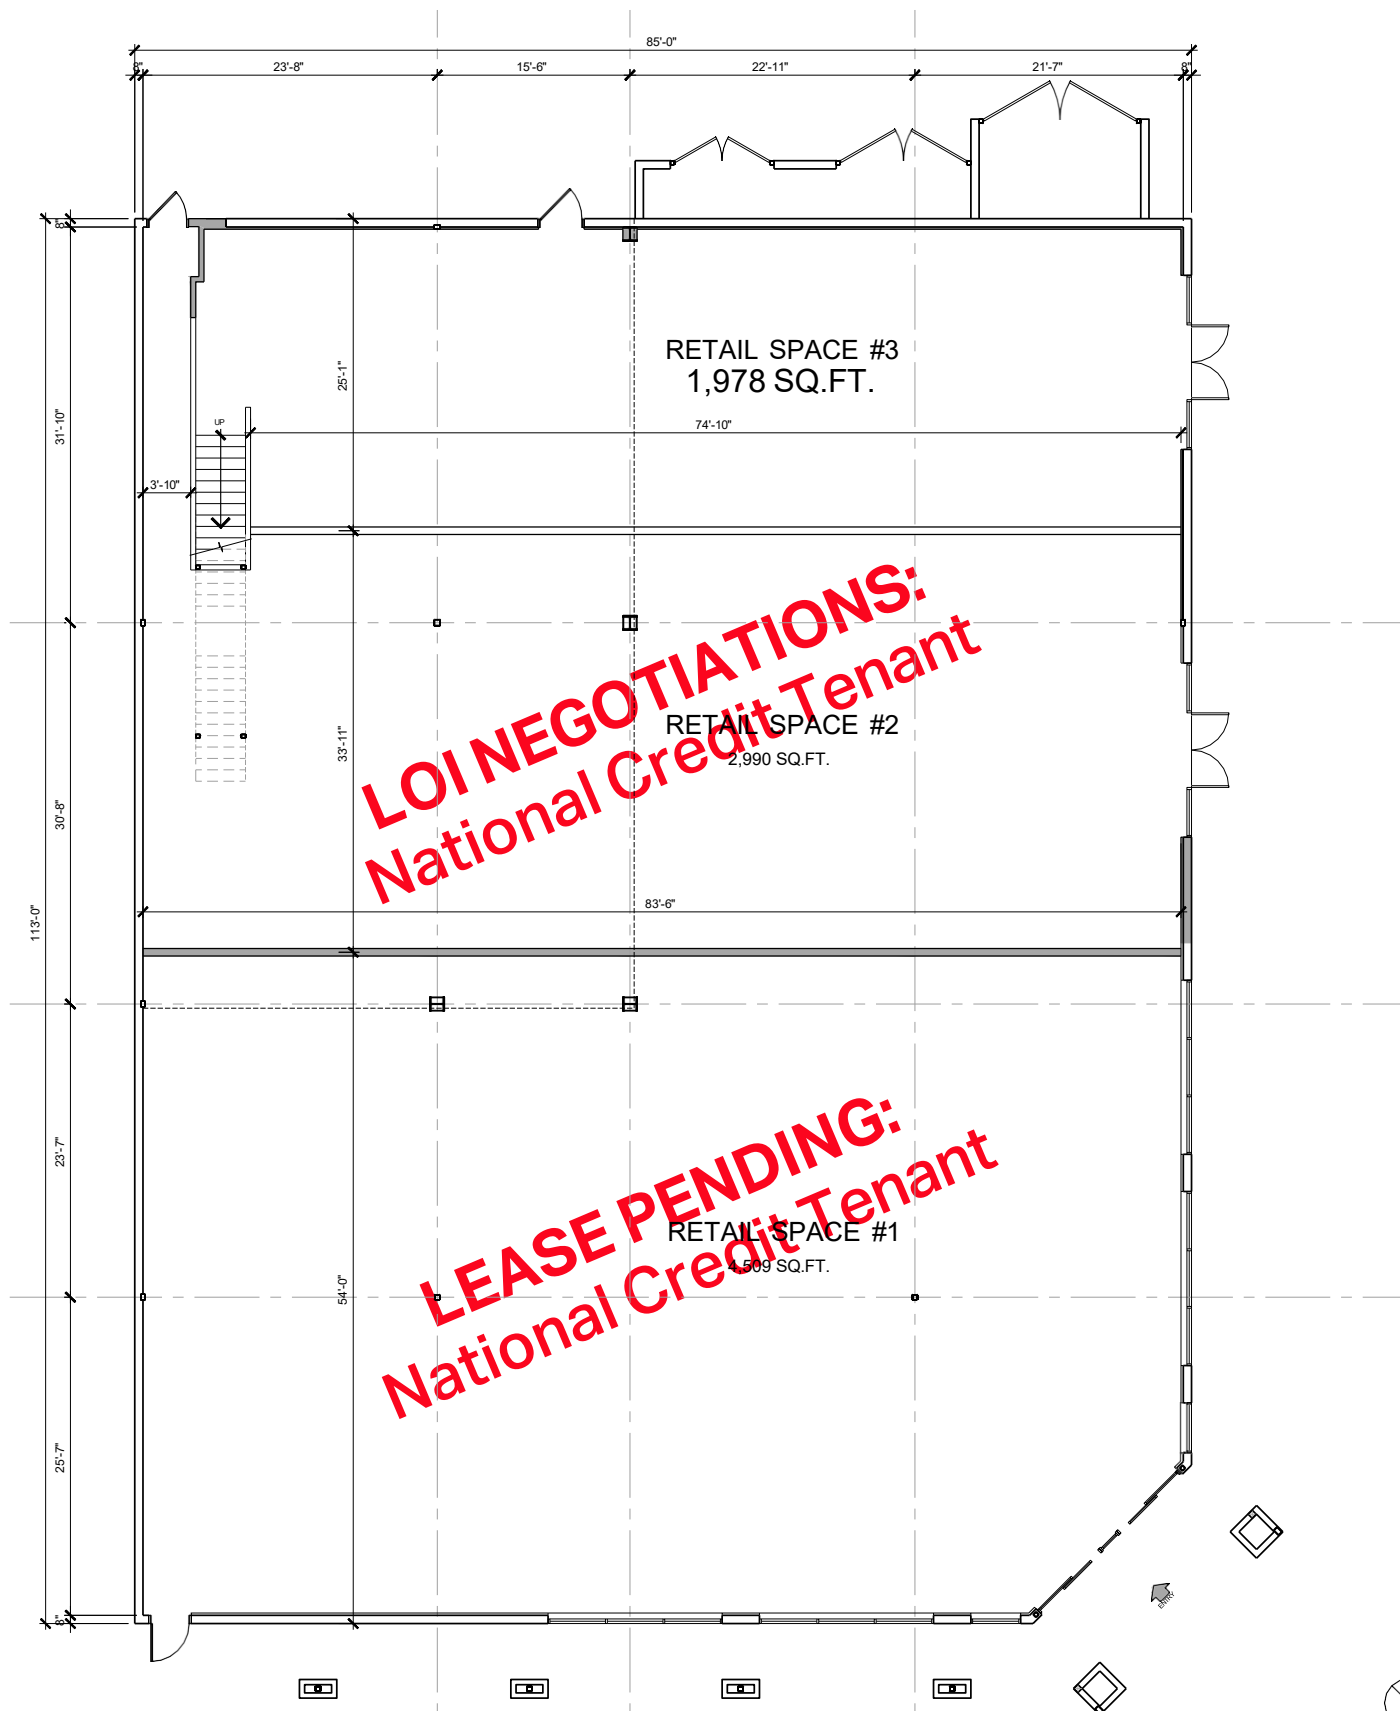 85'-0"
8"
23'-8"
15'-6"
22'-11"
21'-7"
8"
8"
RETAIL SPACE #3
1,978 SQ.FT.
25'-1"
31'-10"
UP
74'-10"
3'-10"
LOI NEGOTIATIONS:
National Credit Tenant
RETAIL SPACE #2
2,990 SQ.FT.
33'-11"
30'-8"
83'-6"
113'-0"
LEASE PENDING:
National Credit Tenant
RETAIL SPACE #1
4,509 SQ.FT.
23'-7"
54'-0"
25'-7"
ENTRY
8"